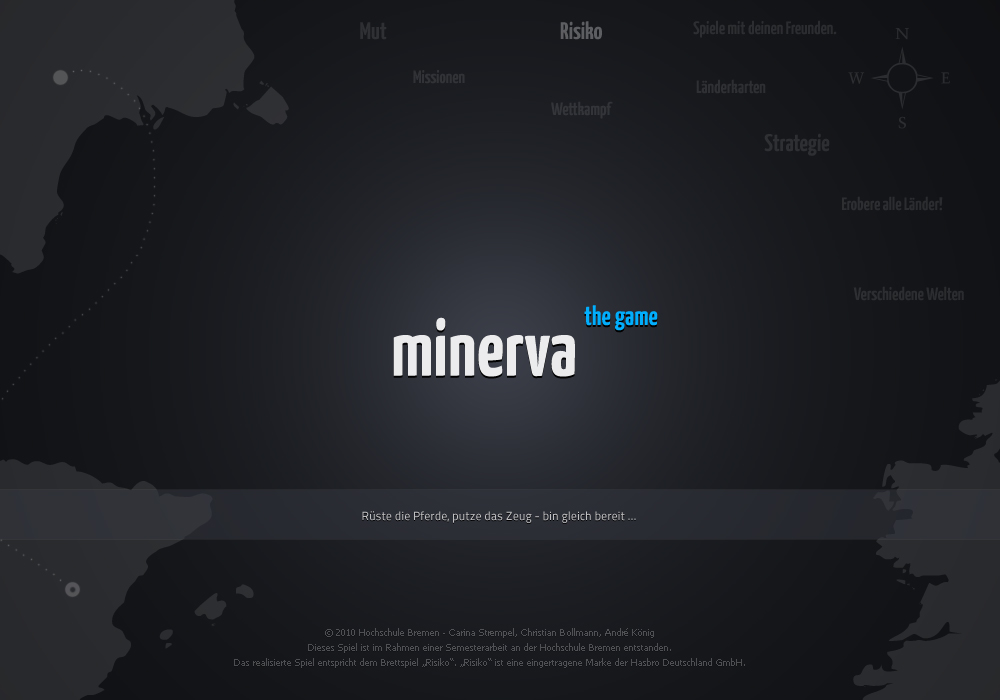 Mut
Risiko
Spiele mit deinen Freunden.
N
Missionen
W
E
Länderkarten
Wettkampf
S
Strategie
Erobere alle Länder!
Verschiedene Welten
the game
minerva
Rüste die Pferde, putze das Zeug - bin gleich bereit ...
© 2010 Hochschule Bremen - Carina Strempel, Christian Bollmann, André König
Dieses Spiel ist im Rahmen einer Semesterarbeit an der Hochschule Bremen entstanden.
Das realisierte Spiel entspricht dem Brettspiel „Risiko“. „Risiko“ ist eine eingertragene Marke der Hasbro Deutschland GmbH.